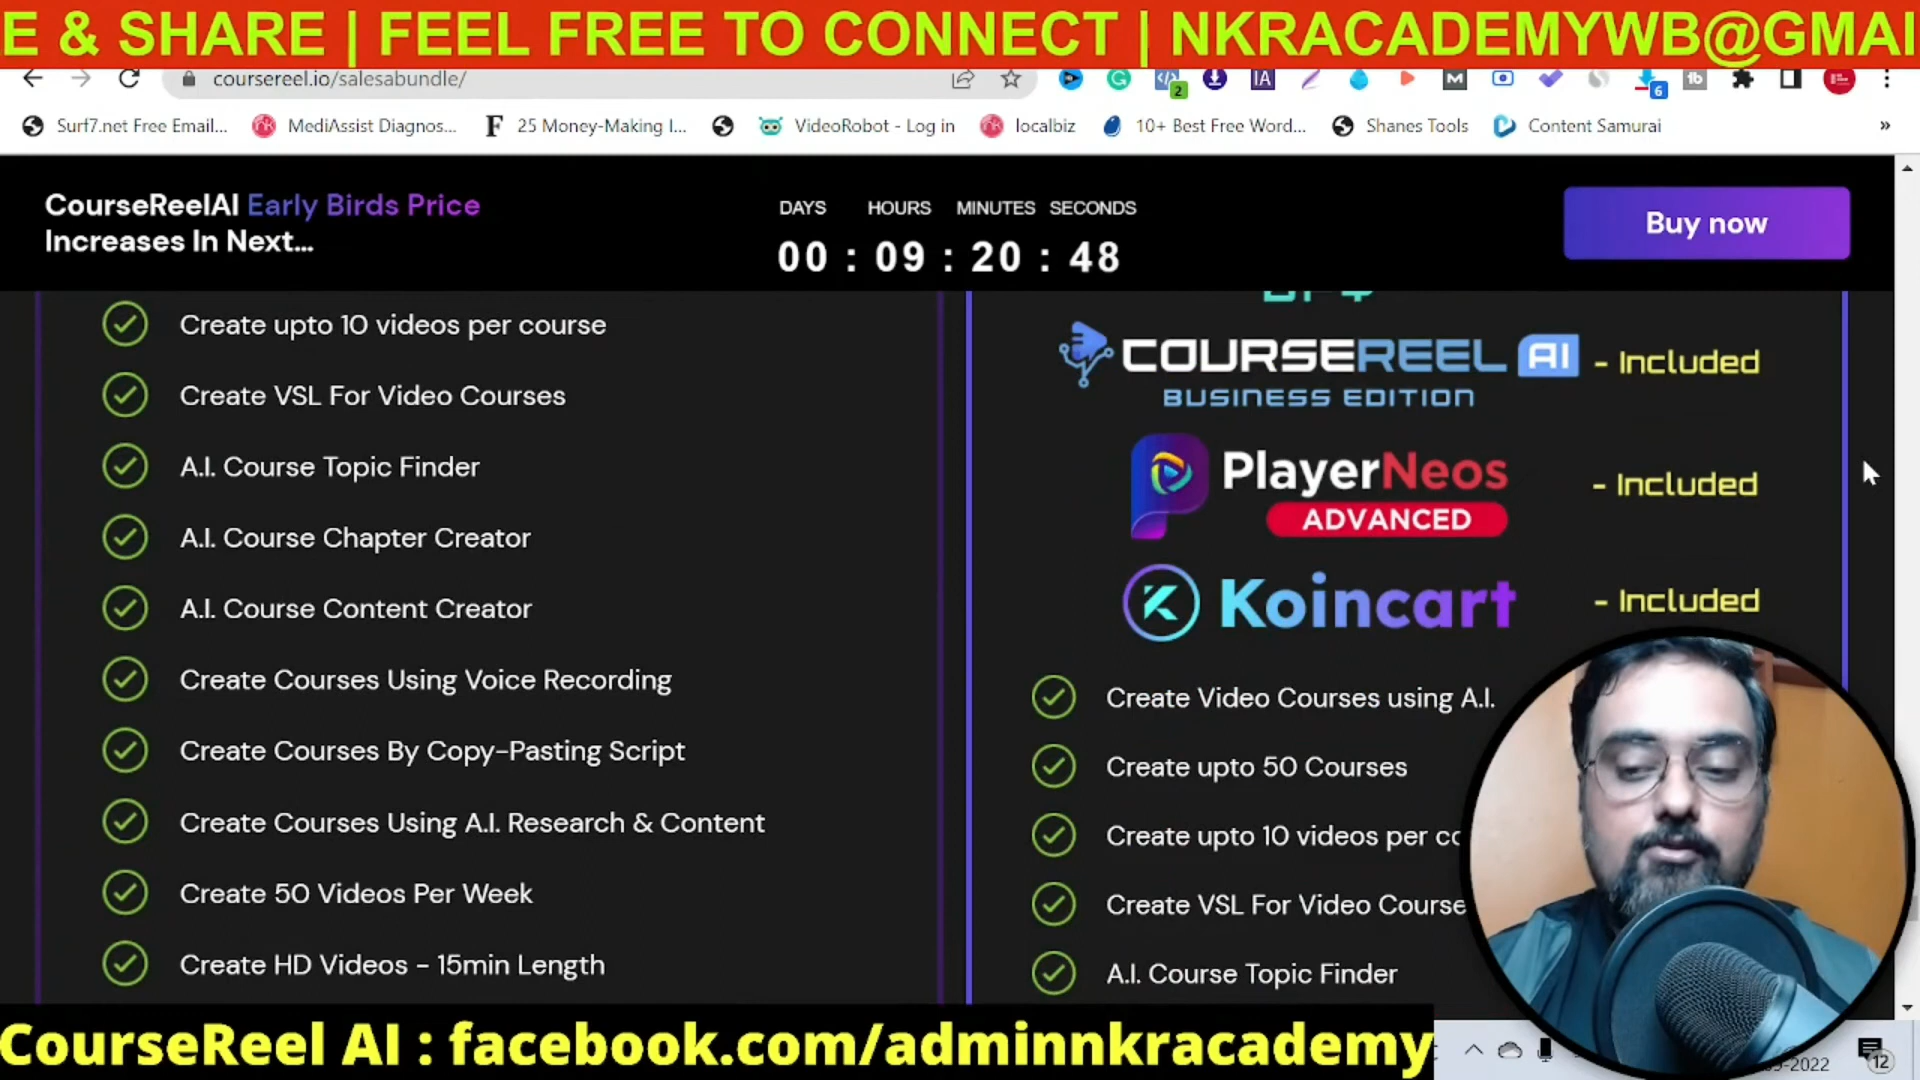 E & SHARE | FEEL FREE TO CONNECT | NKRACADEMYWB@GMAI
coursereel.io/salesabundle/
Surf7.net Free Email...
MediAssist Diagnos...
25 Money-Making I...
VideoRobot - Log in
localbiz
10+ Best Free Word...
Shanes Tools
Content Samurai
CourseReelAI Early Birds Price
Increases In Next...
DAYS HOURS MINUTES SECONDS
00 : 09 : 20 : 48
Buy now
Create upto 10 videos per course
Create VSL For Video Courses
A.I. Course Topic Finder
A.I. Course Chapter Creator
A.I. Course Content Creator
Create Courses Using Voice Recording
Create Courses By Copy-Pasting Script
Create Courses Using A.I. Research & Content
Create 50 Videos Per Week
Create HD Videos - 15min Length
COURSEREEL AI - Included
BUSINESS EDITION
PlayerNeos - Included
ADVANCED
Koincart - Included
Create Video Courses using A.I.
Create upto 50 Courses
Create upto 10 videos per co
Create VSL For Video Course
A.I. Course Topic Finder
CourseReel AI : facebook.com/adminnkracademy
-2022
12